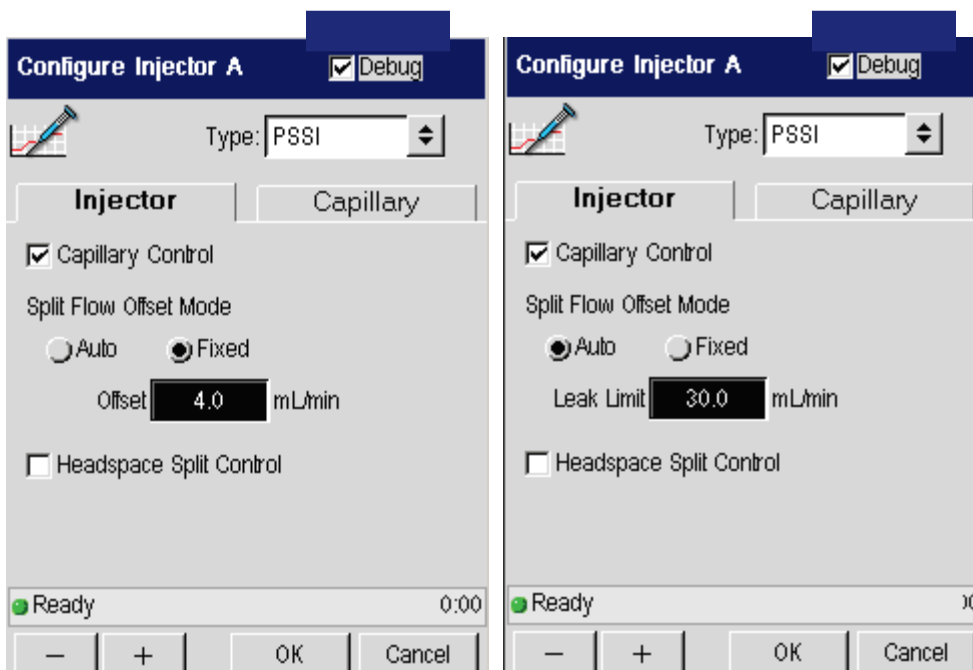 Configure Injector A Debug
Type: PSSI
Injector Capillary
Capillary Control
Split Flow Offset Mode
Auto Fixed
Offset 4.0 mL/min
Headspace Split Control
Ready 0:00
− + OK Cancel
Configure Injector A Debug
Type: PSSI
Injector Capillary
Capillary Control
Split Flow Offset Mode
Auto Fixed
Leak Limit 30.0 mL/min
Headspace Split Control
Ready
− + OK Cancel